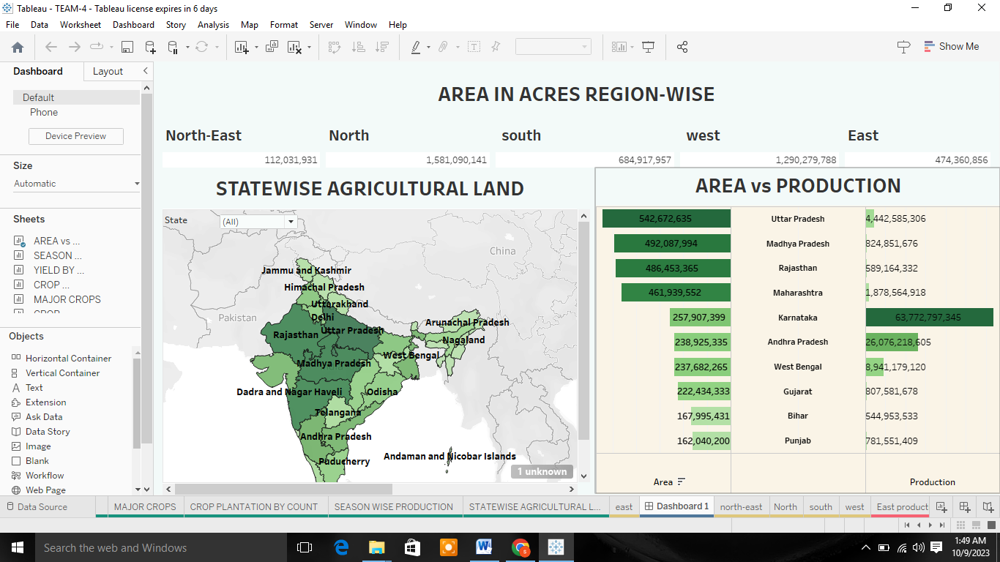 Tableau - TEAM-4 - Tableau license expires in 6 days
File Data Worksheet Dashboard Story Analysis Map Format Server Window Help
Show Me
Dashboard Layout
Default
Phone
Device Preview
Size
Automatic
Sheets
AREA vs ...
SEASON ...
YIELD BY ...
CROP ...
MAJOR CROPS
CROP
Objects
Horizontal Container
Vertical Container
Text
Extension
Ask Data
Data Story
Image
Blank
Workflow
Web Page
AREA IN ACRES REGION-WISE
North-East North south west East
112,031,931 1,581,090,141 684,917,957 1,290,279,788 474,360,856
STATEWISE AGRICULTURAL LAND
State (All)
China
Jammu and Kashmir
Himachal Pradesh
Uttarakhand
Pakistan
Delhi
Arunachal Pradesh
Rajasthan
Uttar Pradesh
Nagaland
West Bengal
Madhya Pradesh
Dadra and Nagar Haveli
Odisha
Telangana
Andhra Pradesh
Andaman and Nicobar Islands
Puducherry
1 unknown
AREA vs PRODUCTION
542,672,635 Uttar Pradesh 4,442,585,306
492,087,994 Madhya Pradesh 824,851,676
486,453,365 Rajasthan 589,164,332
461,939,552 Maharashtra 1,878,564,918
257,907,399 Karnataka 63,772,797,345
238,925,335 Andhra Pradesh 26,076,218,605
237,682,265 West Bengal 8,941,179,120
222,434,333 Gujarat 807,581,678
167,995,431 Bihar 544,953,533
162,040,200 Punjab 781,551,409
Area Production
Data Source MAJOR CROPS CROP PLANTATION BY COUNT SEASON WISE PRODUCTION STATEWISE AGRICULTURAL L... east Dashboard 1 north-east North south west East product
Search the web and Windows
1:49 AM
10/9/2023